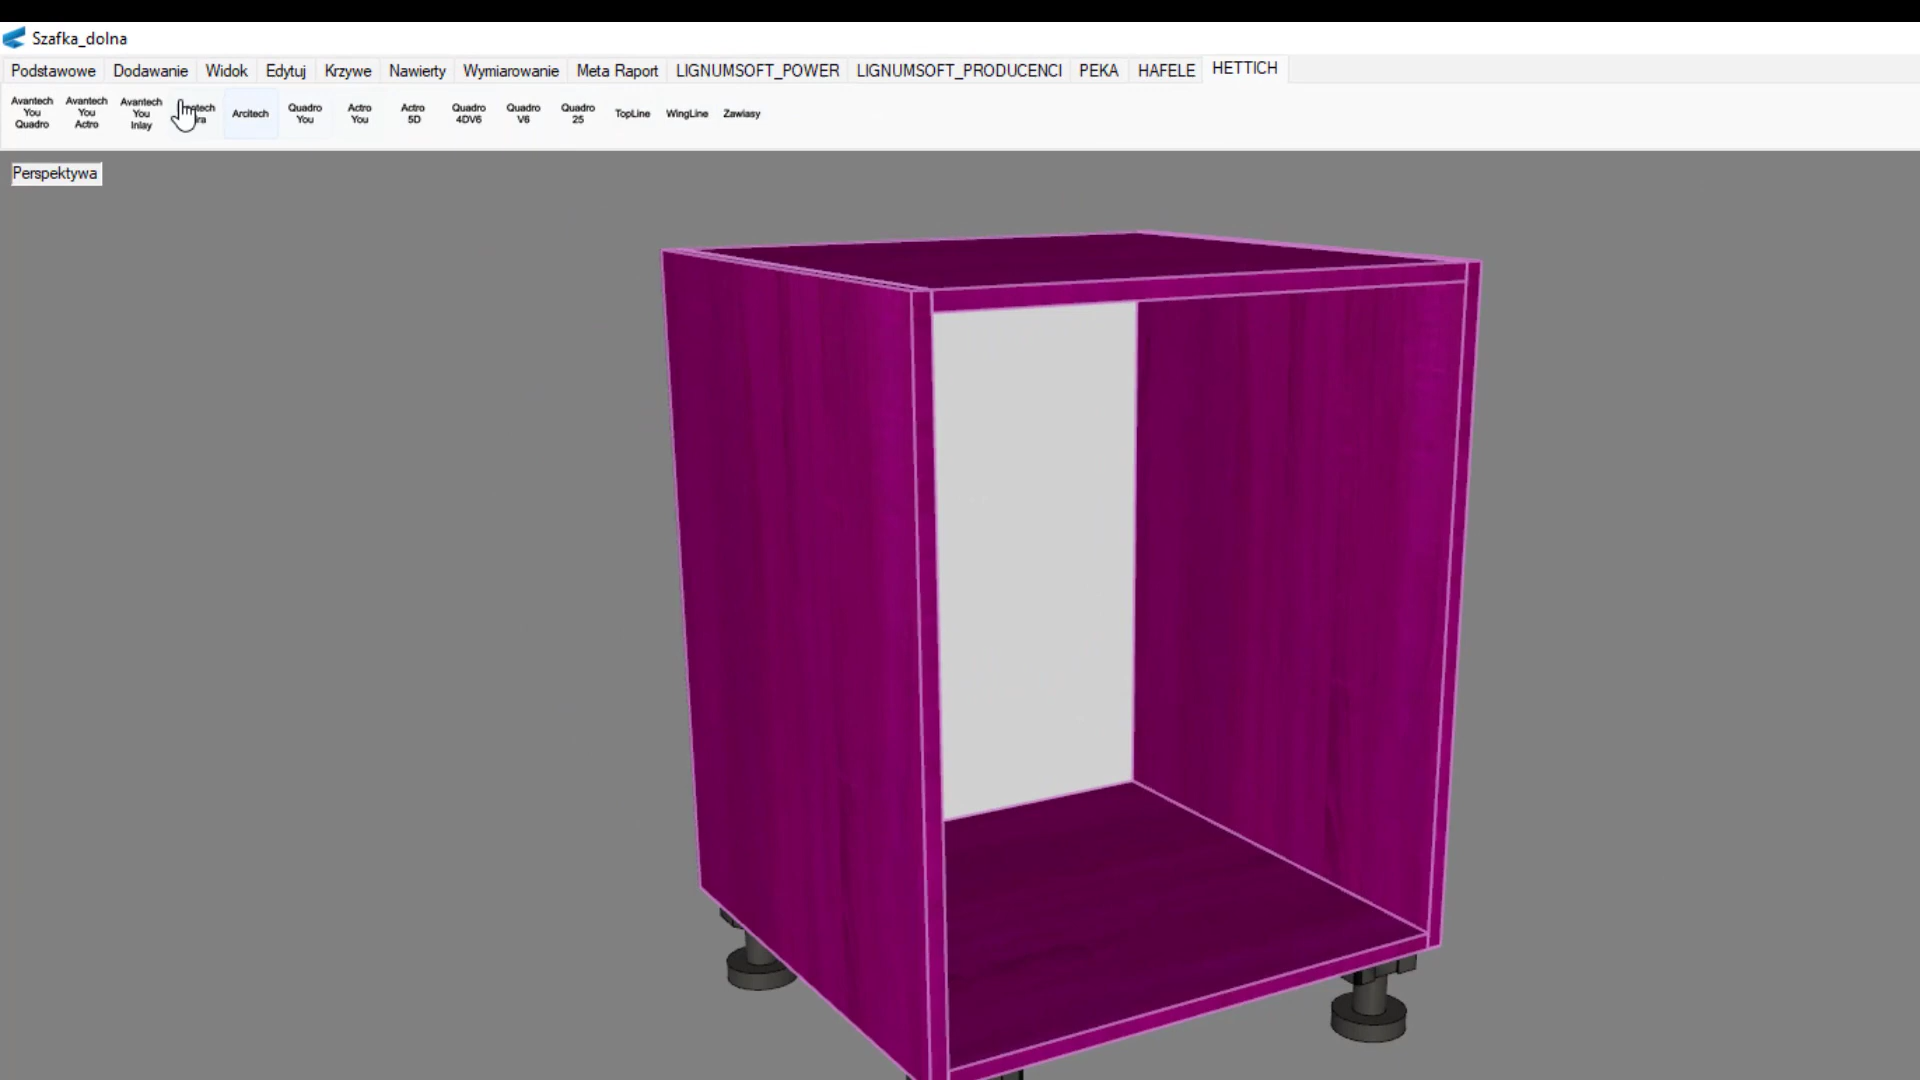 Szafka_dolna
Podstawowe Dodawanie Widok Edytuj Krzywe Nawierty Wymiarowanie Meta Raport LIGNUMSOFT_POWER LIGNUMSOFT_PRODUCENCI PEKA HAFELE HETTICH
Avantech You Quadro
Avantech You Actro
Avantech You Inlay
Arcitech
Quadro You
Actro You
Actro 5D
Quadro 4DV6
Quadro V6
Quadro 25
TopLine
WingLine
Zawiasy
Perspektywa